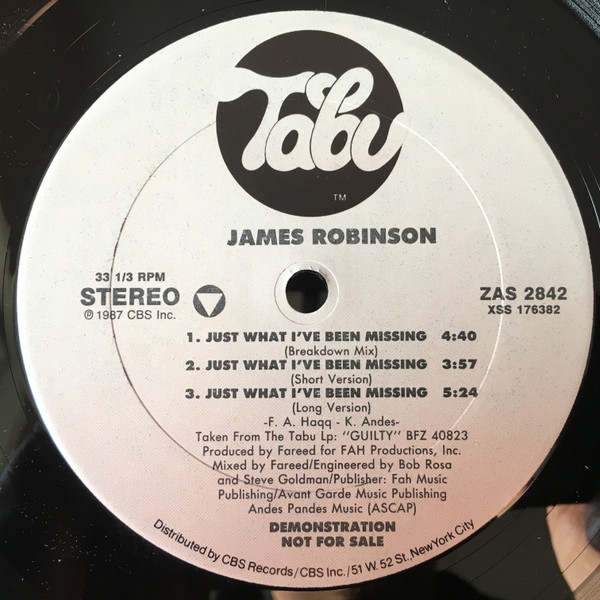 Tabu
TM
JAMES ROBINSON
33 1/3 RPM
STEREO
℗ 1987 CBS Inc.
ZAS 2842
XSS 176382
1. JUST WHAT I'VE BEEN MISSING 4:40
(Breakdown Mix)
2. JUST WHAT I'VE BEEN MISSING 3:57
(Short Version)
3. JUST WHAT I'VE BEEN MISSING 5:24
(Long Version)
-F. A. Haqq - K. Andes-
Taken From The Tabu Lp: "GUILTY" BFZ 40823
Produced by Fareed for FAH Productions, Inc.
Mixed by Fareed/Engineered by Bob Rosa
and Steve Goldman/Publisher: Fah Music
Publishing/Avant Garde Music Publishing
Andes Pandes Music (ASCAP)
DEMONSTRATION
NOT FOR SALE
Distributed by CBS Records/CBS Inc./51 W. 52 St., New York City